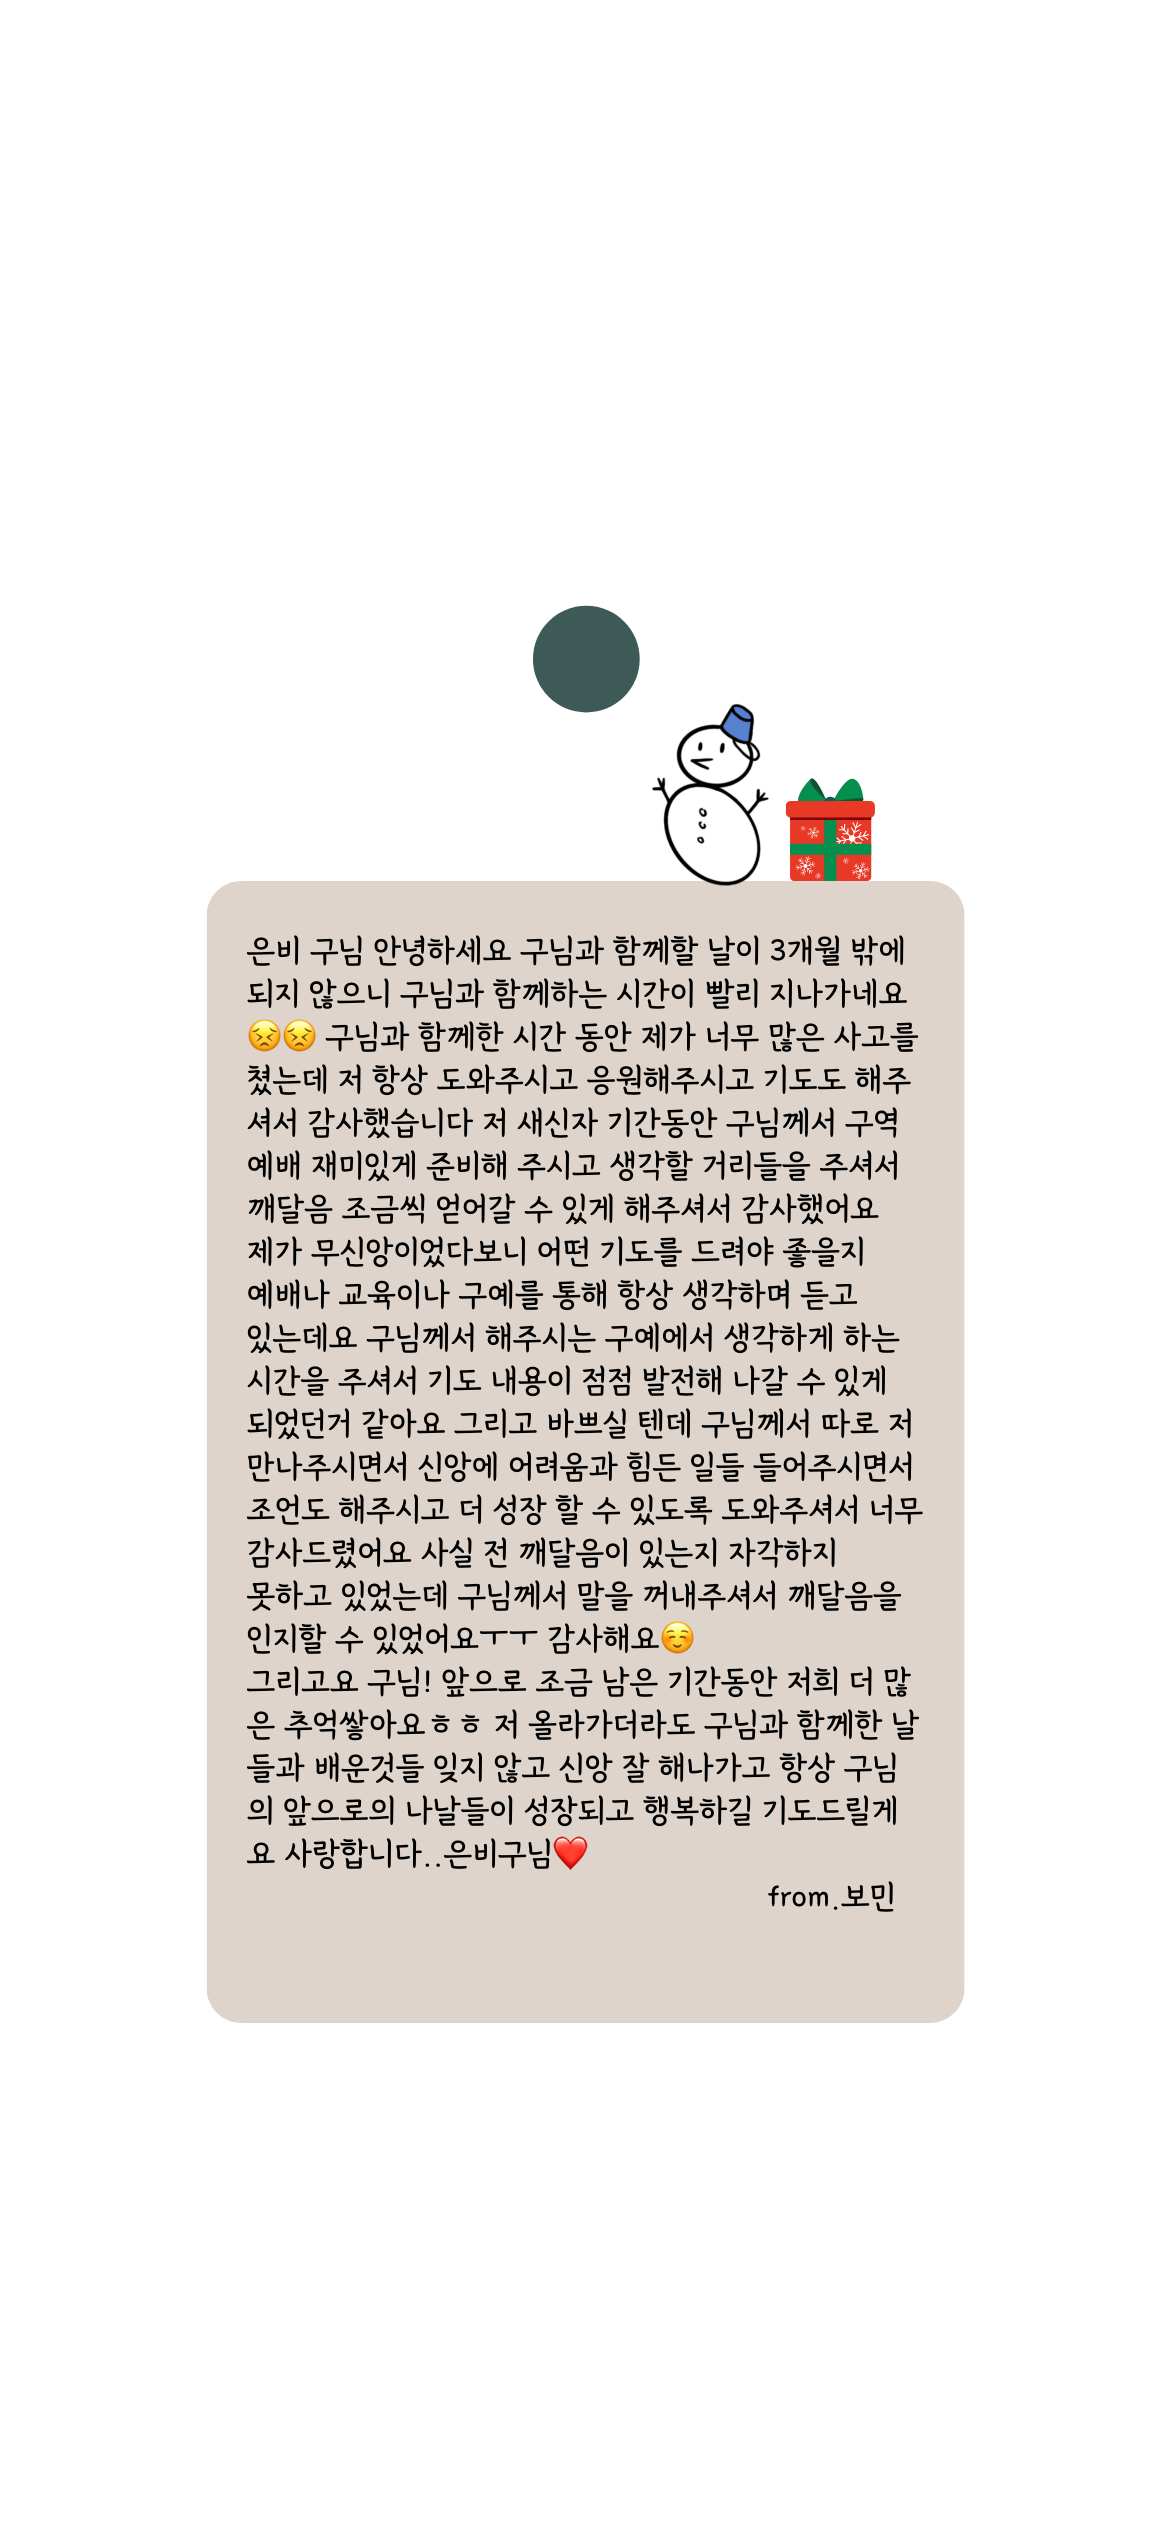 은비 구님 안녕하세요 구님과 함께할 날이 3개월 밖에
되지 않으니 구님과 함께하는 시간이 빨리 지나가네요
😣😣 구님과 함께한 시간 동안 제가 너무 많은 사고를
쳤는데 저 항상 도와주시고 응원해주시고 기도도 해주
셔서 감사했습니다 저 새신자 기간동안 구님께서 구역
예배 재미있게 준비해 주시고 생각할 거리들을 주셔서
깨달음 조금씩 얻어갈 수 있게 해주셔서 감사했어요
제가 무신앙이었다보니 어떤 기도를 드려야 좋을지
예배나 교육이나 구예를 통해 항상 생각하며 듣고
있는데요 구님께서 해주시는 구예에서 생각하게 하는
시간을 주셔서 기도 내용이 점점 발전해 나갈 수 있게
되었던거 같아요 그리고 바쁘실 텐데 구님께서 따로 저
만나주시면서 신앙에 어려움과 힘든 일들 들어주시면서
조언도 해주시고 더 성장 할 수 있도록 도와주셔서 너무
감사드렸어요 사실 전 깨달음이 있는지 자각하지
못하고 있었는데 구님께서 말을 꺼내주셔서 깨달음을
인지할 수 있었어요ㅜㅜ 감사해요☺️
그리고요 구님! 앞으로 조금 남은 기간동안 저희 더 많
은 추억쌓아요ㅎㅎ 저 올라가더라도 구님과 함께한 날
들과 배운것들 잊지 않고 신앙 잘 해나가고 항상 구님
의 앞으로의 나날들이 성장되고 행복하길 기도드릴게
요 사랑합니다..은비구님❤️
from.보민